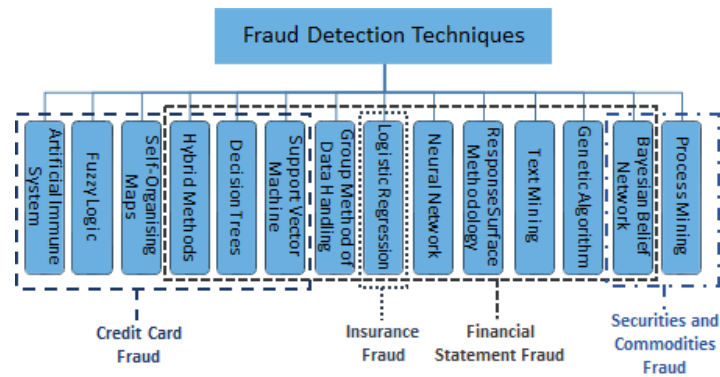 Fraud Detection Techniques
Artificial Immune
System
Fuzzy Logic
Self-Organising
Maps
Hybrid Methods
Decision Trees
Support Vector
Machine
Group Method of
Data Handling
Logistic Regression
Neural Network
Response Surface
Methodology
Text Mining
Genetic Algorithm
Bayesian Belief
Network
Process Mining
Credit Card
Fraud
Insurance
Fraud
Financial
Statement Fraud
Securities and
Commodities
Fraud